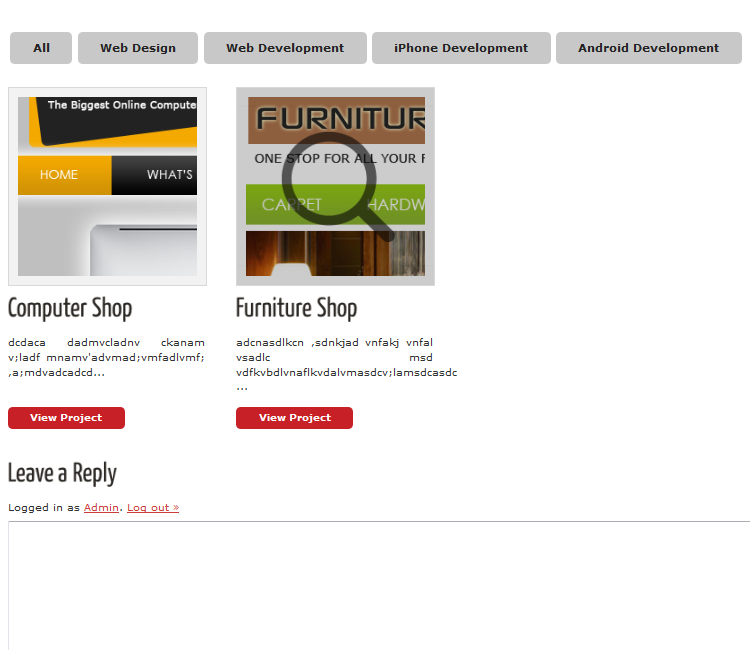 All Web Design Web Development iPhone Development Android Development
The Biggest Online Compute
HOME WHAT'S
FURNITUR
ONE STOP FOR ALL YOUR F
CARPET HARDW
Computer Shop Furniture Shop
dcdaca dadmvcladnv ckanam
v;ladf mnamv'advmad;vmfadlvmf;
,a;mdvadcadcd...
adcnasdlkcn ,sdnkjad vnfakj vnfal
vsadlc msd
vdfkvbdlvnaflkvdalvmasdcv;lamsdcasdc
...
View Project View Project
Leave a Reply
Logged in as Admin. Log out »